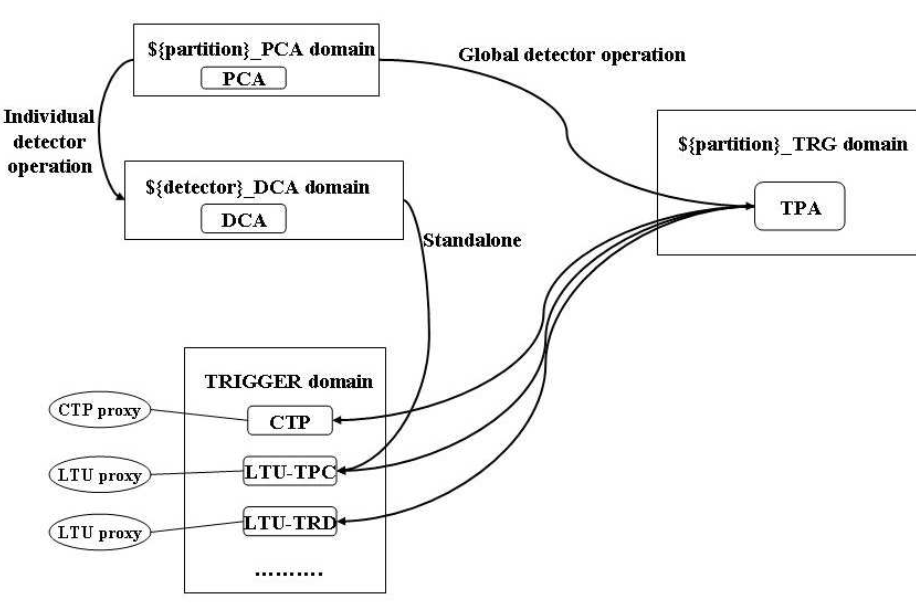 ${partition}_PCA domain
PCA
Global detector operation
Individual
detector
operation
${partition}_TRG domain
TPA
${detector}_DCA domain
DCA
Standalone
TRIGGER domain
CTP proxy
CTP
LTU proxy
LTU-TPC
LTU proxy
LTU-TRD
..........